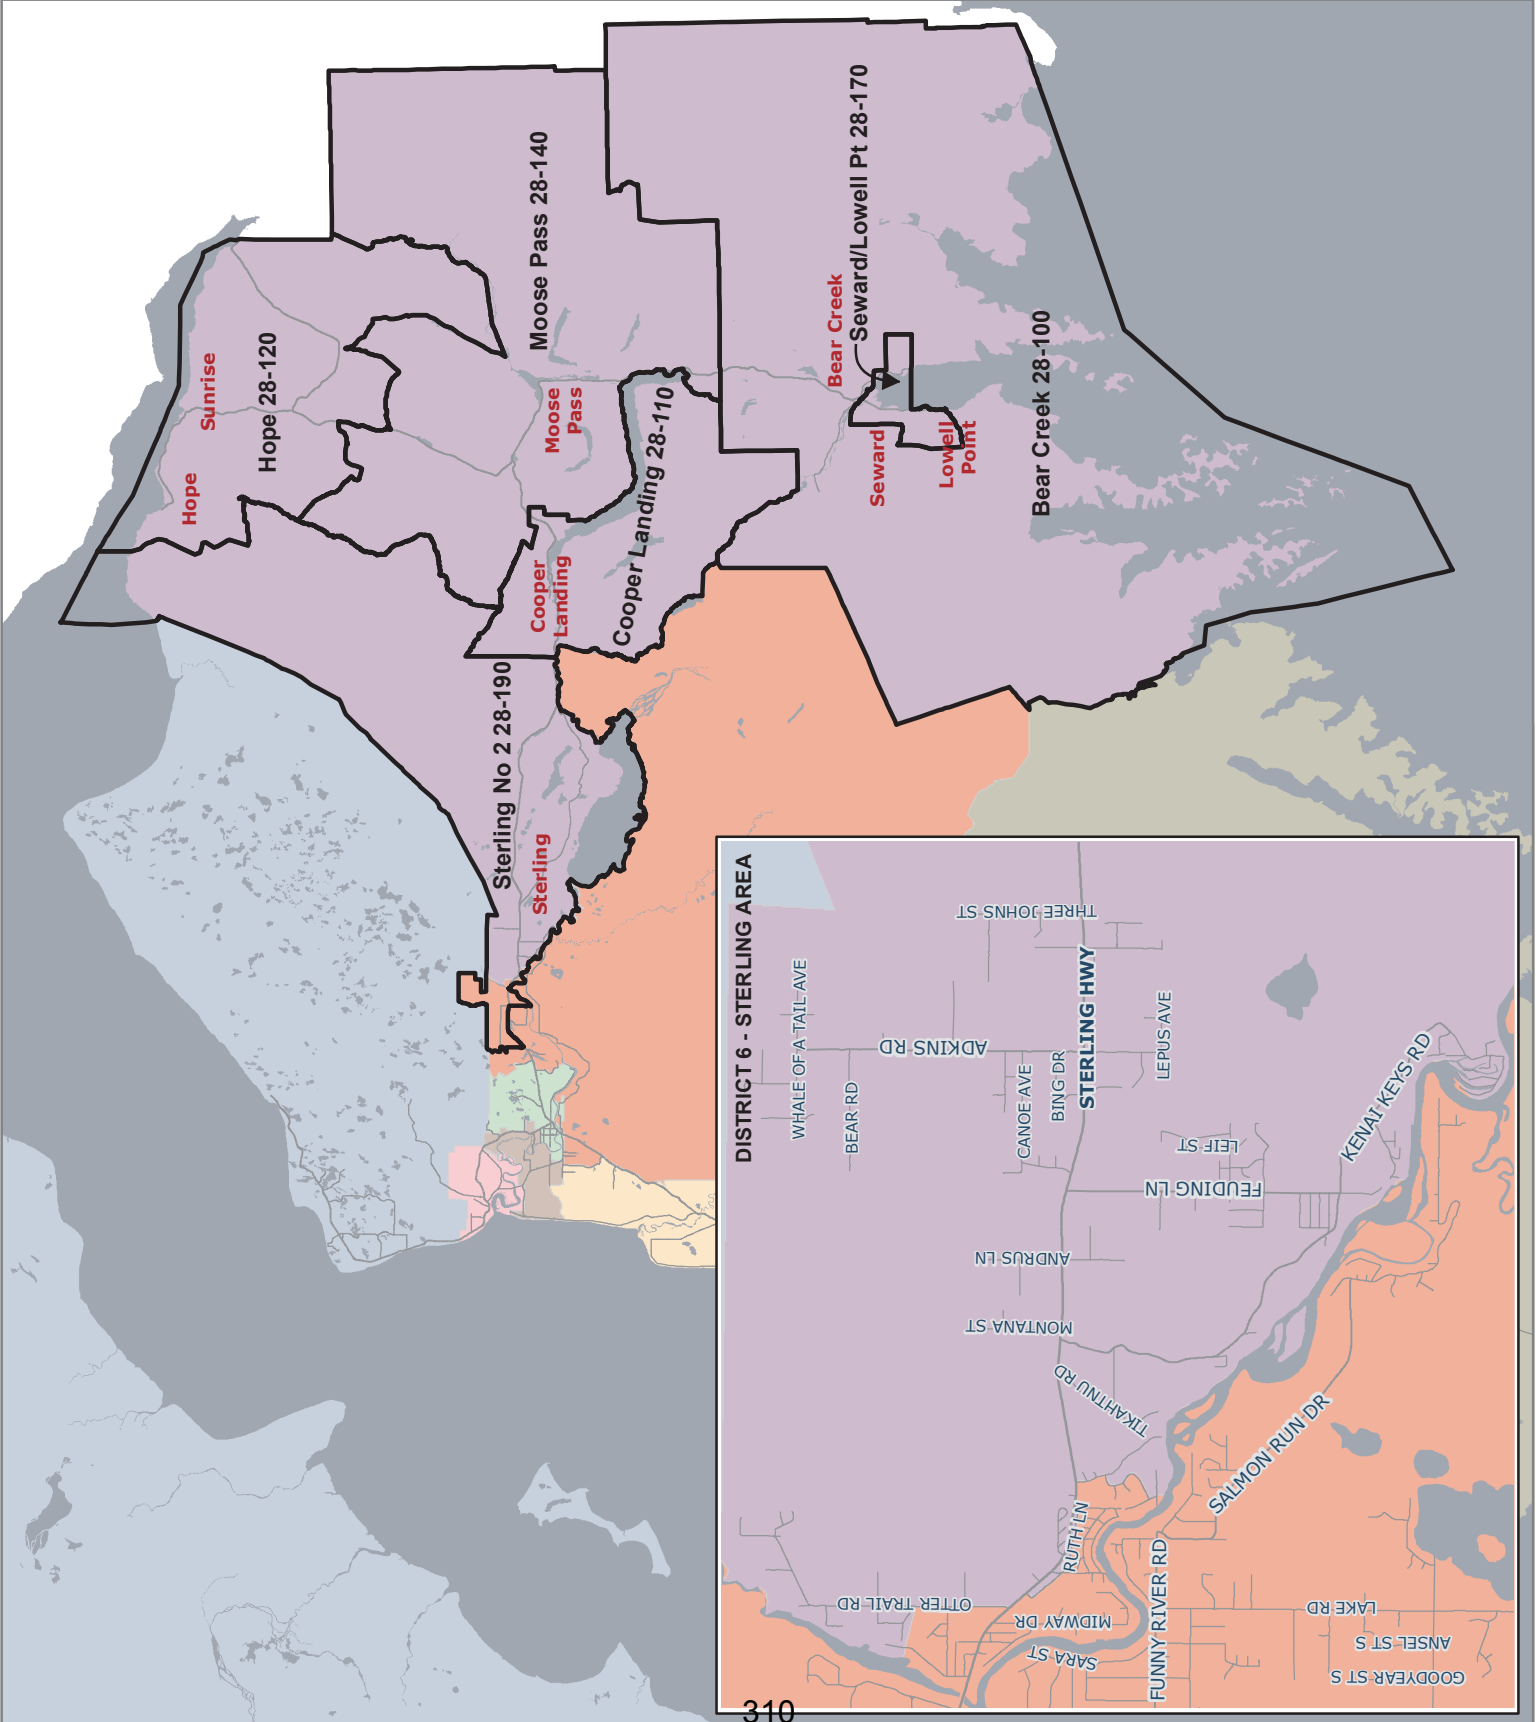 Sunrise
Hope 28-120
Hope
Moose Pass 28-140
Moose
Pass
Cooper Landing 28-110
Cooper
Landing
Seward/Lowell Pt 28-170
Bear Creek
Seward
Lowell
Point
Bear Creek 28-100
Sterling No 2 28-190
Sterling
DISTRICT 6 - STERLING AREA
WHALE OF A TAIL AVE
BEAR RD
ADKINS RD
THREE JOHNS ST
CANOE AVE
BING DR
STERLING HWY
LEPUS AVE
LEIF ST
FEUDING LN
KENAI KEYS RD
ANDRUS LN
MONTANA ST
TIKAHTNU RD
SALMON RUN DR
RUTH LN
OTTER TRAIL RD
MIDWAY DR
SARA ST
FUNNY RIVER RD
LAKE RD
ANSEL ST S
GOODYEAR ST S
310